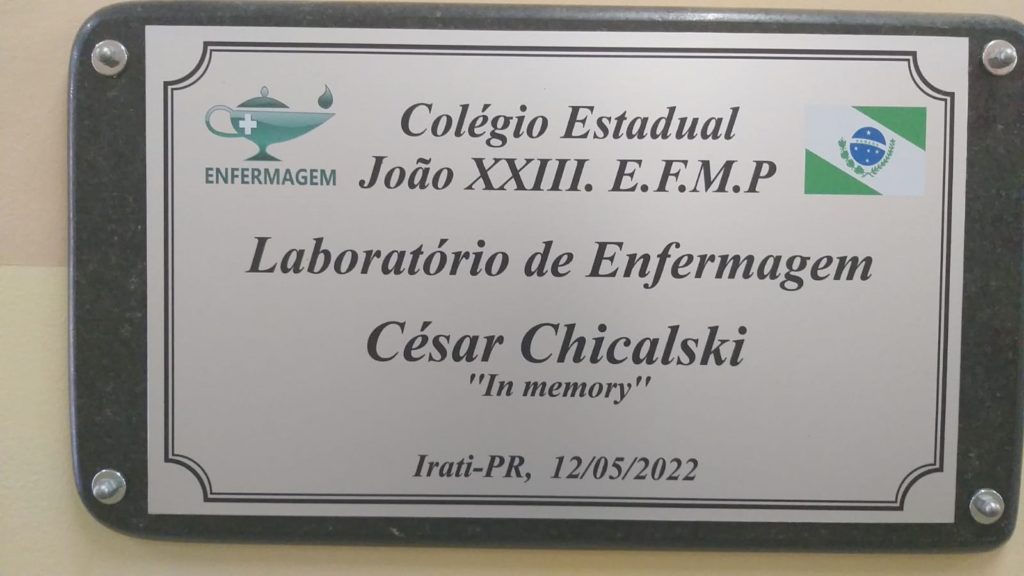 ENFERMAGEM
Colégio Estadual
João XXIII. E.F.M.P
Laboratório de Enfermagem
César Chicalski
"In memory"
Irati-PR, 12/05/2022